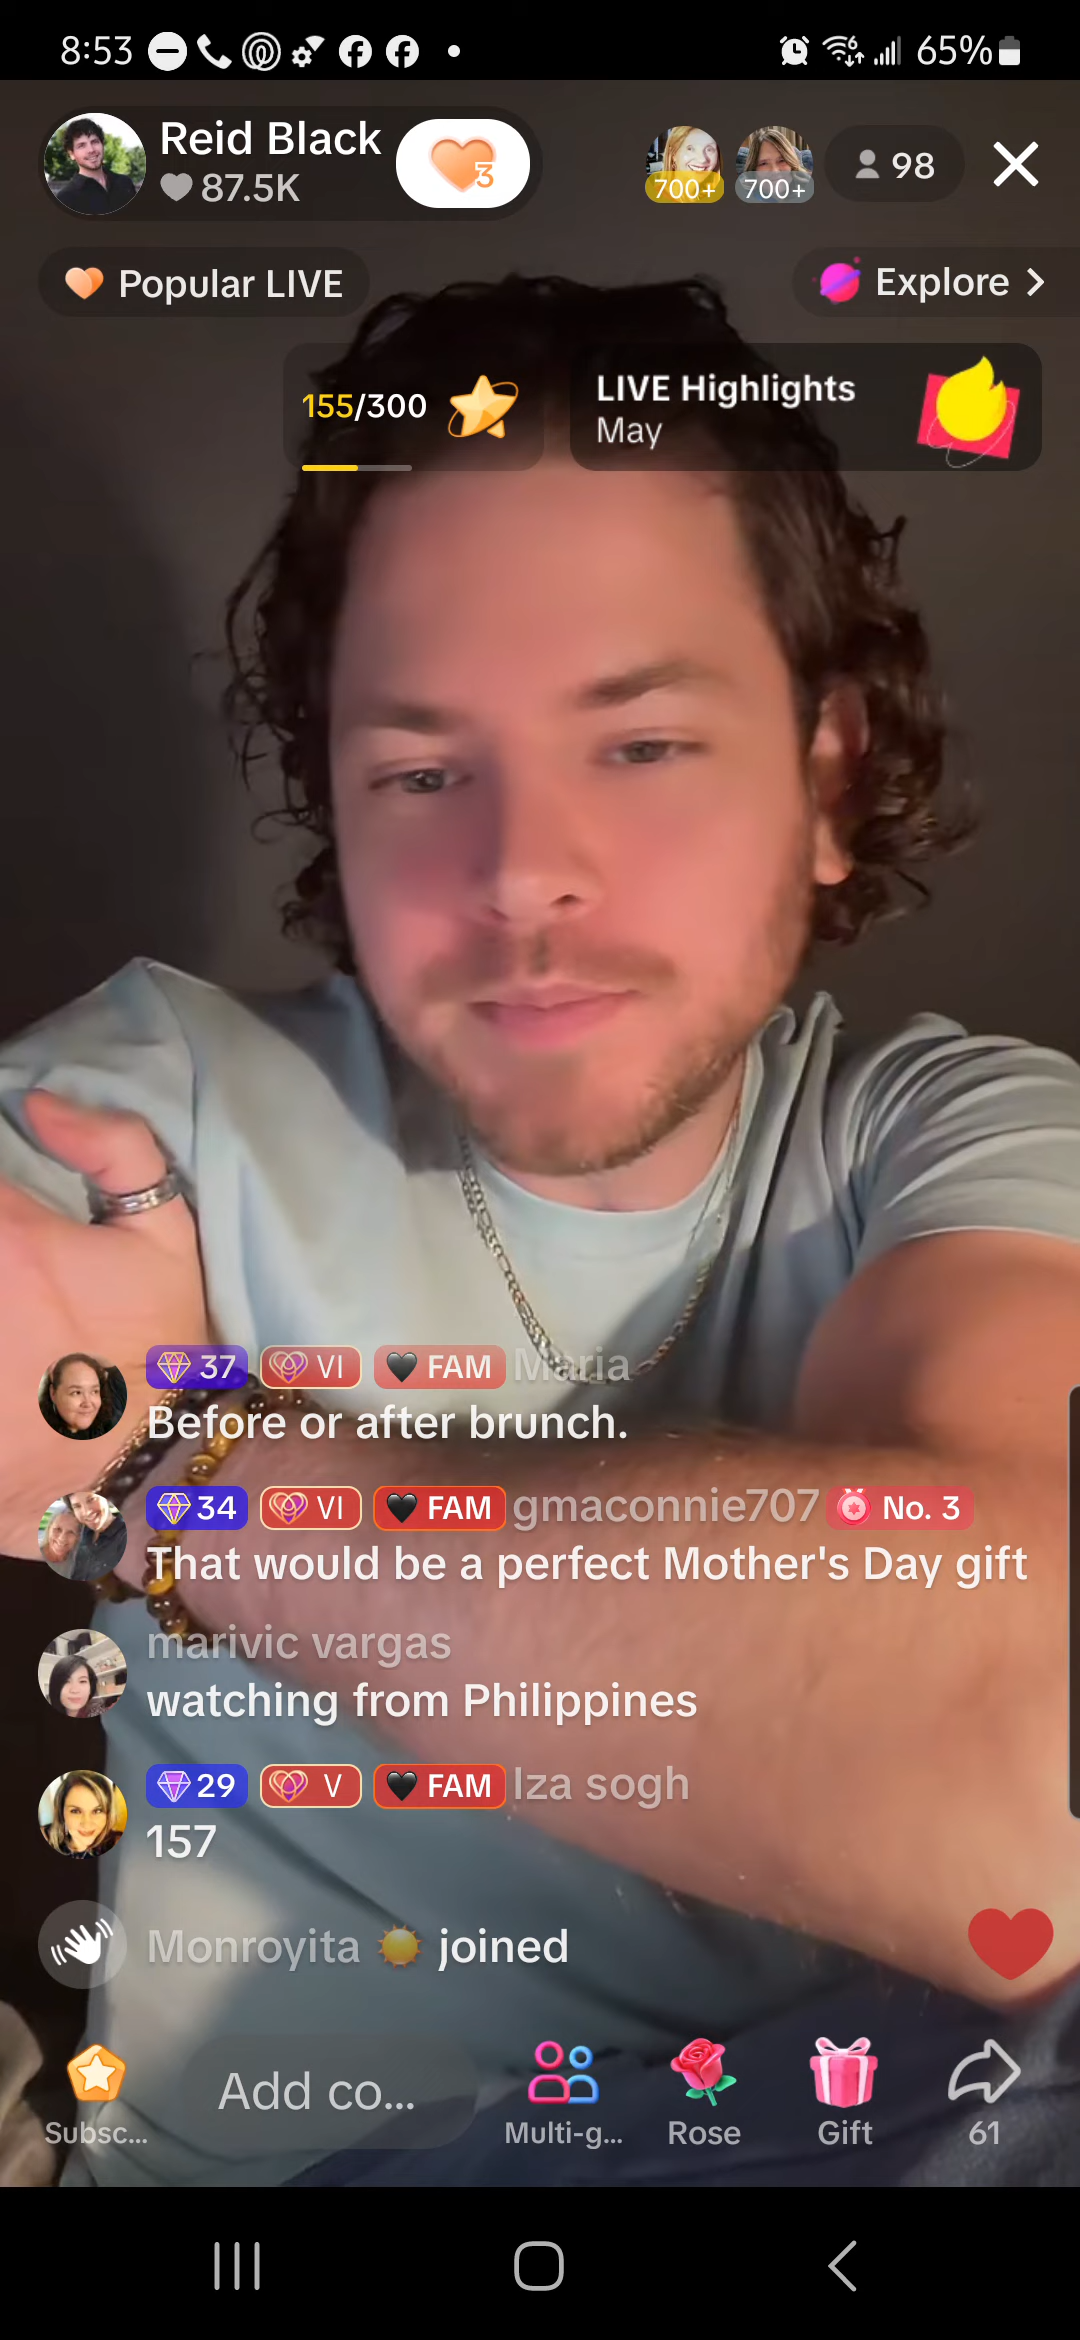 8:53
65%
Reid Black
87.5K
3
700+
700+
98
Popular LIVE
Explore
155/300
LIVE Highlights
May
37 VI FAM Maria
Before or after brunch.
34 VI FAM gmaconnie707 No. 3
That would be a perfect Mother's Day gift
marivic vargas
watching from Philippines
29 V FAM Iza sogh
157
Monroyita joined
Subsc...
Add co...
Multi-g...
Rose
Gift
61